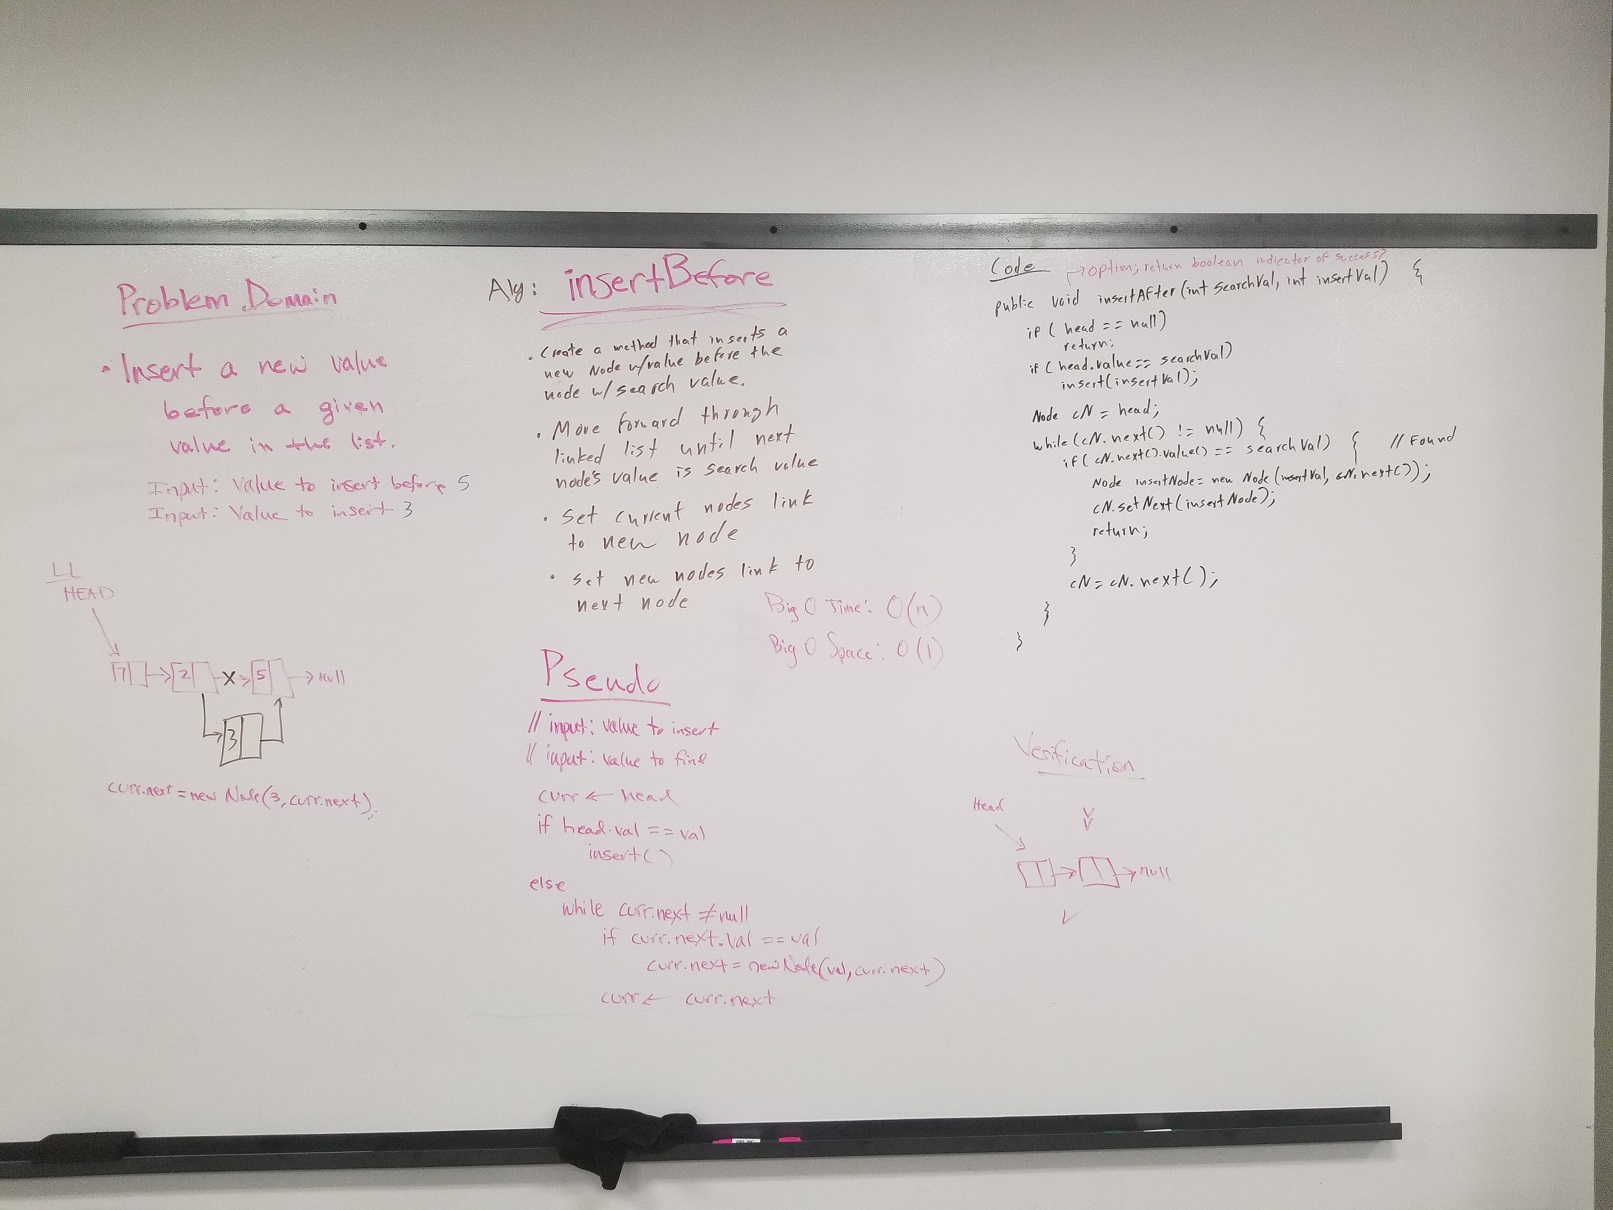 Problem Domain
• Insert a new value
before a given
value in the list.
Input: Value to insert before 5
Input: Value to insert 3
LL
HEAD
7 → 2 x → 5 → null
3
curr.next = new Node(3, curr.next);
Alg: insertBefore
• Create a method that inserts a
new Node w/value before the
node w/search value.
• Move forward through
linked list until next
node's value is search value
• Set current nodes link
to new node
• Set new nodes link to
next node
Big O Time: O(n)
Big O Space: O(1)
Pseudo
// input: value to insert
// input: value to find
curr ← head
if head.val == val
insert()
else
while curr.next ≠ null
if curr.next.val == val
curr.next = new Node(val, curr.next)
curr ← curr.next
Code
→ option; return boolean indicator of success?
public void insertAfter(int searchVal, int insertVal) {
if (head == null)
return;
if (head.value == searchVal)
insert(insertVal);
Node cN = head;
while (cN.next() != null) {
if (cN.next().value() == searchVal) { // Found
Node insertNode = new Node (insertVal, cN.next());
cN.setNext(insertNode);
return;
}
cN = cN.next();
}
}
Verification
Head
→ null